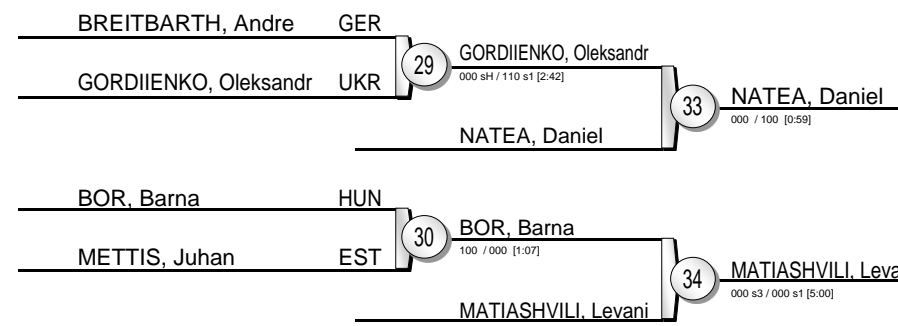 BREITBARTH, Andre GER
GORDIIENKO, Oleksandr UKR
29
GORDIIENKO, Oleksandr
000 sH / 110 s1 [2:42]
NATEA, Daniel
33
NATEA, Daniel
000 / 100 [0:59]
BOR, Barna HUN
METTIS, Juhan EST
30
BOR, Barna
100 / 000 [1:07]
MATIASHVILI, Levani
34
MATIASHVILI, Leva
000 s3 / 000 s1 [5:00]